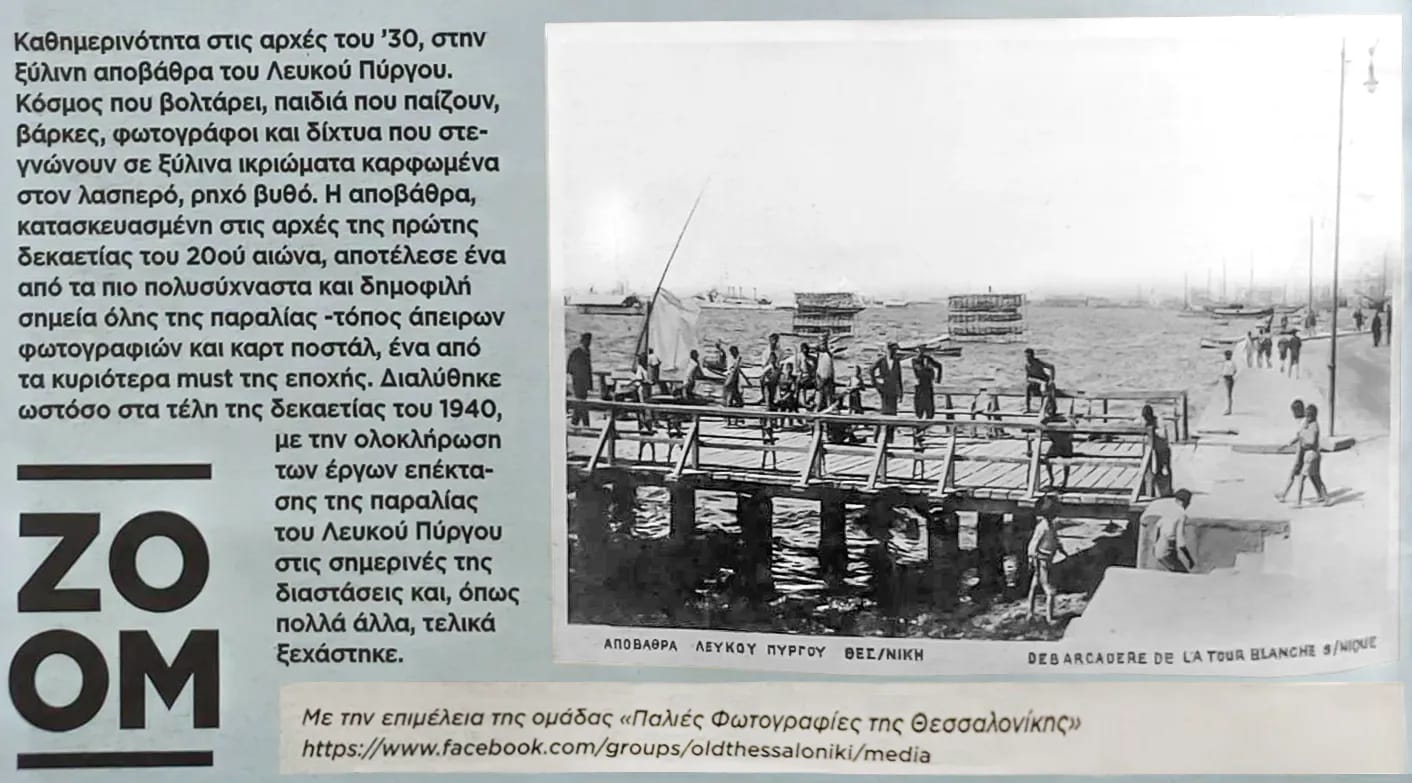 Καθημερινότητα στις αρχές του ’30, στην
ξύλινη αποβάθρα του Λευκού Πύργου.
Κόσμος που βολτάρει, παιδιά που παίζουν,
βάρκες, φωτογράφοι και δίχτυα που στε-
γνώνουν σε ξύλινα ικριώματα καρφωμένα
στον λασπερό, ρηχό βυθό. Η αποβάθρα,
κατασκευασμένη στις αρχές της πρώτης
δεκαετίας του 20ού αιώνα, αποτέλεσε ένα
από τα πιο πολυσύχναστα και δημοφιλή
σημεία όλης της παραλίας -τόπος άπειρων
φωτογραφιών και καρτ ποστάλ, ένα από
τα κυριότερα must της εποχής. Διαλύθηκε
ωστόσο στα τέλη της δεκαετίας του 1940,
με την ολοκλήρωση
των έργων επέκτα-
σης της παραλίας
του Λευκού Πύργου
στις σημερινές της
διαστάσεις και, όπως
πολλά άλλα, τελικά
ξεχάστηκε.
ZO
OM
ΑΠΟΒΑΘΡΑ ΛΕΥΚΟΥ ΠΥΡΓΟΥ ΘΕΣ/ΝΙΚΗ
DEBARCADERE DE LA TOUR BLANCHE S/NIQUE
Με την επιμέλεια της ομάδας «Παλιές Φωτογραφίες της Θεσσαλονίκης»
https://www.facebook.com/groups/oldthessaloniki/media